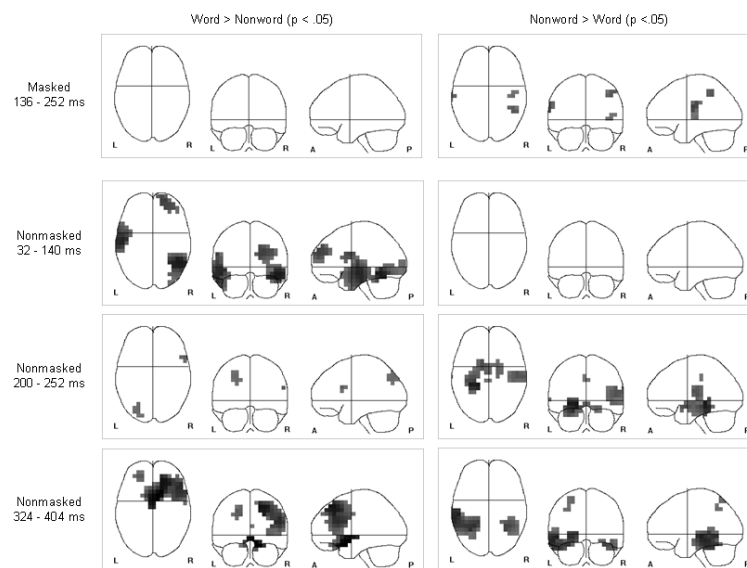 Word > Nonword (p < .05)
Nonword > Word (p <.05)
Masked
136 - 252 ms
L R L R A P
L R L R A P
Nonmasked
32 - 140 ms
L R L R A P
L R L R A P
Nonmasked
200 - 252 ms
L R L R A P
L R L R A P
Nonmasked
324 - 404 ms
L R L R A P
L R L R A P